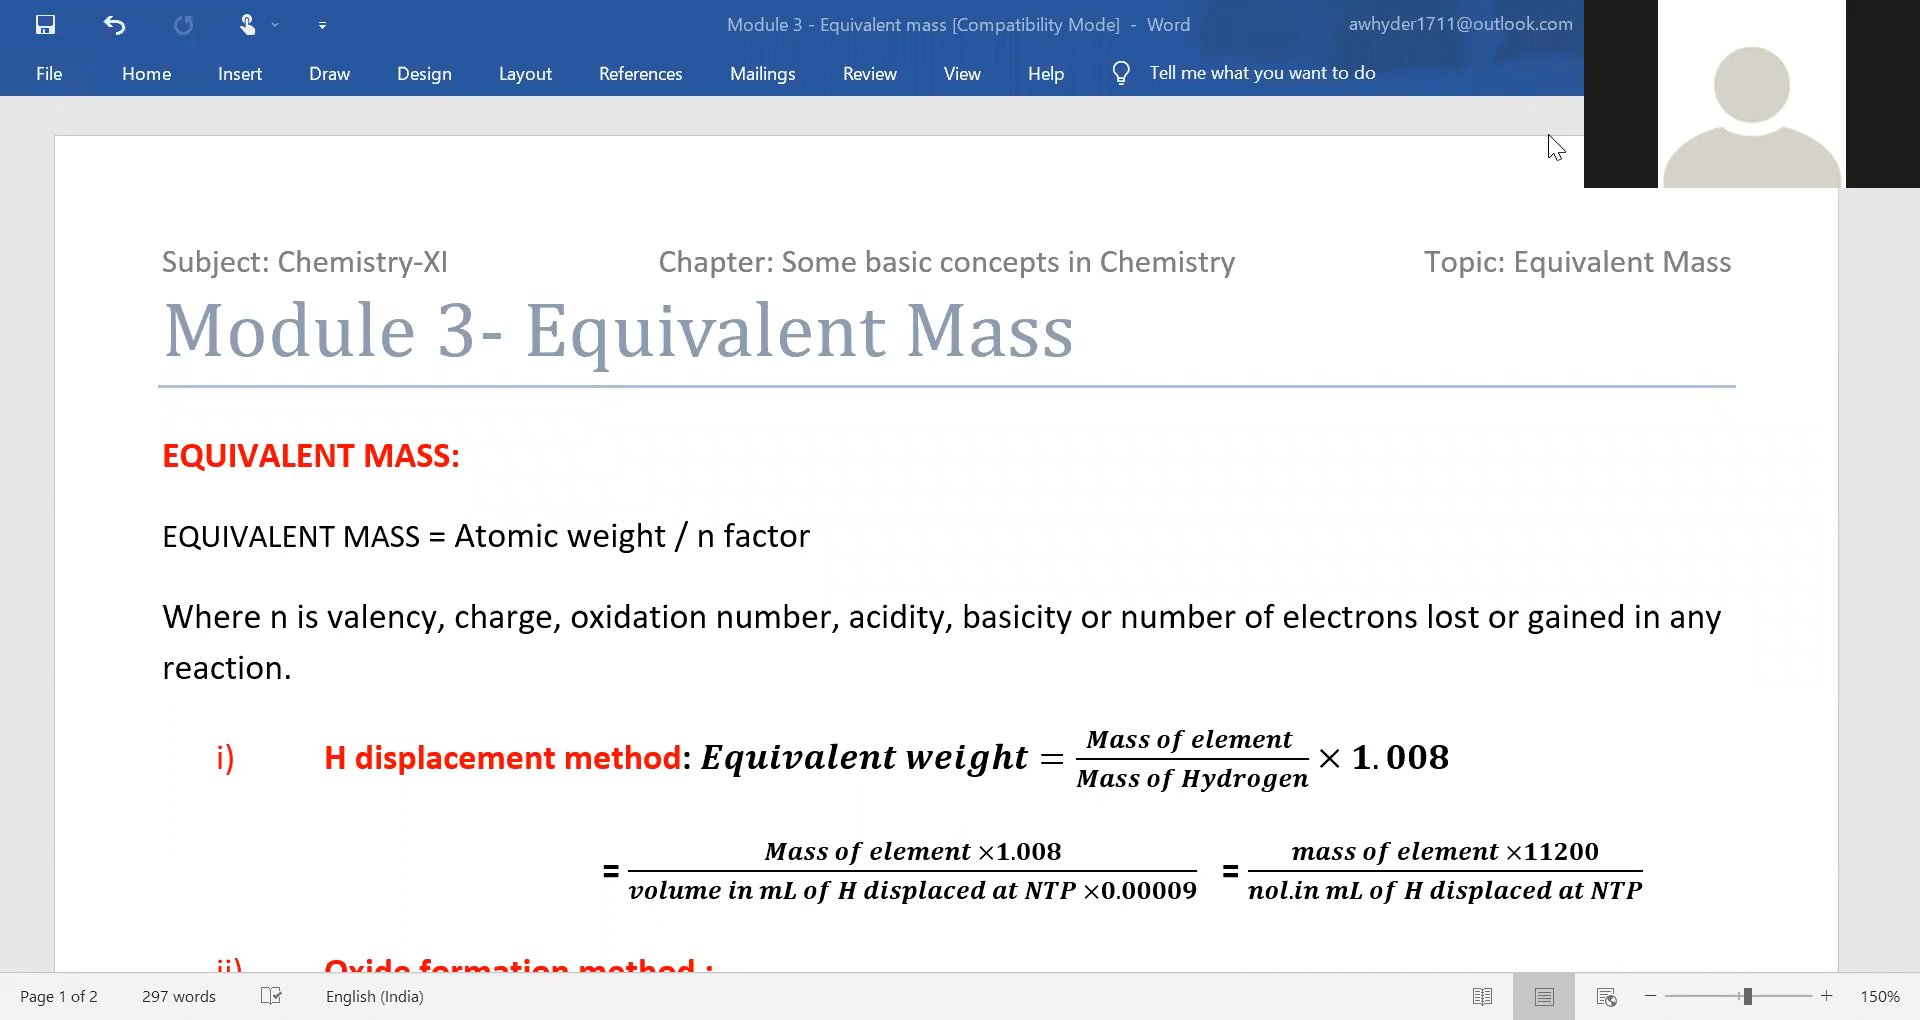 Module 3 - Equivalent mass [Compatibility Mode] - Word
awhyder1711@outlook.com
File Home Insert Draw Design Layout References Mailings Review View Help Tell me what you want to do
Subject: Chemistry-XI Chapter: Some basic concepts in Chemistry Topic: Equivalent Mass
Module 3- Equivalent Mass
EQUIVALENT MASS:
EQUIVALENT MASS = Atomic weight / n factor
Where n is valency, charge, oxidation number, acidity, basicity or number of electrons lost or gained in any
reaction.
i) H displacement method: Equivalent weight = Mass of element / Mass of Hydrogen × 1.008
= Mass of element ×1.008 / volume in mL of H displaced at NTP ×0.00009 = mass of element ×11200 / nol.in mL of H displaced at NTP
ii) Oxide formation method :
Page 1 of 2 297 words English (India) 150%